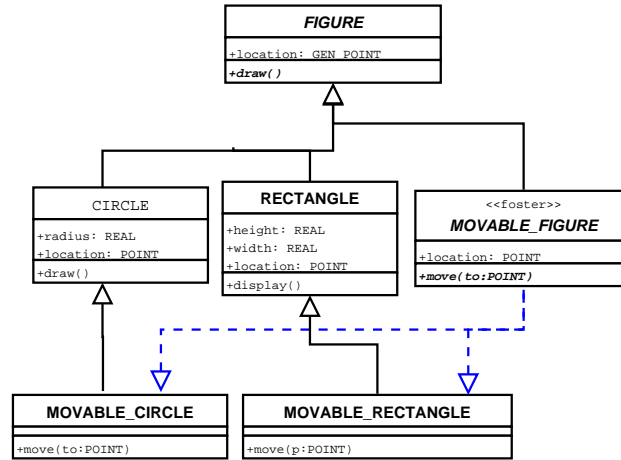 FIGURE
+location: GEN_POINT
+draw()
CIRCLE
+radius: REAL
+location: POINT
+draw()
RECTANGLE
+height: REAL
+width: REAL
+location: POINT
+display()
<<foster>>
MOVABLE_FIGURE
+location: POINT
+move(to:POINT)
MOVABLE_CIRCLE
+move(to:POINT)
MOVABLE_RECTANGLE
+move(p:POINT)